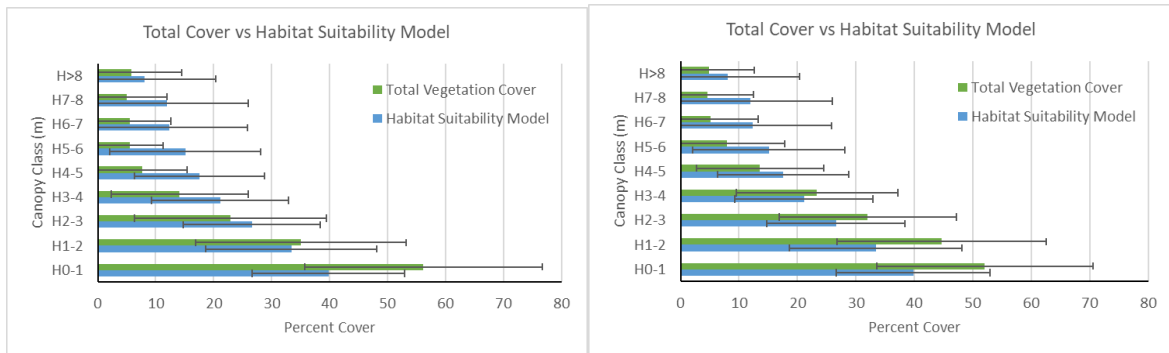 Total Cover vs Habitat Suitability Model
Canopy Class (m)
H>8
H7-8
H6-7
H5-6
H4-5
H3-4
H2-3
H1-2
H0-1
Total Vegetation Cover
Habitat Suitability Model
0 10 20 30 40 50 60 70 80
Percent Cover
Total Cover vs Habitat Suitability Model
Canopy Class (m)
H>8
H7-8
H6-7
H5-6
H4-5
H3-4
H2-3
H1-2
H0-1
Total Vegetation Cover
Habitat Suitability Model
0 10 20 30 40 50 60 70 80
Percent Cover